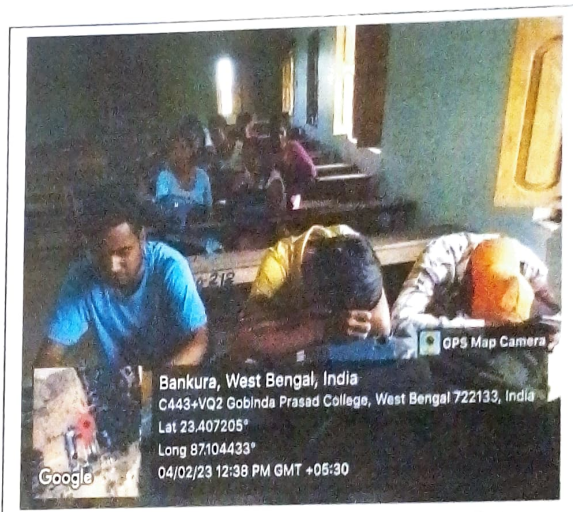 GPS Map Camera
Bankura, West Bengal, India
C443+VQ2 Gobinda Prasad College, West Bengal 722133, India
Lat 23.407205°
Long 87.104433°
04/02/23 12:38 PM GMT +05:30
Google